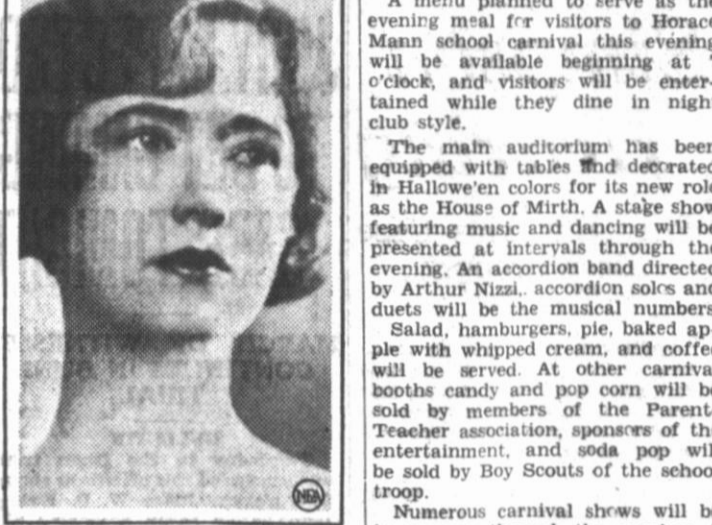 A menu planned to serve as the
evening meal for visitors to Horace
Mann school carnival this evening
will be available beginning at
o'clock, and visitors will be enter-
tained while they dine in nigh
club style.
The main auditorium has been
equipped with tables and decorated
in Hallowe'en colors for its new role
as the House of Mirth. A stage show
featuring music and dancing will be
presented at intervals through the
evening. An accordion band directed
by Arthur Nizzi, accordion solos and
duets will be the musical numbers
Salad, hamburgers, pie, baked ap-
ple with whipped cream, and coffee
will be served. At other carnival
booths candy and pop corn will be
sold by members of the Parent
Teacher association, sponsors of th
entertainment, and soda pop wil
be sold by Boy Scouts of the school
troop.
Numerous carnival shows will be
NEA